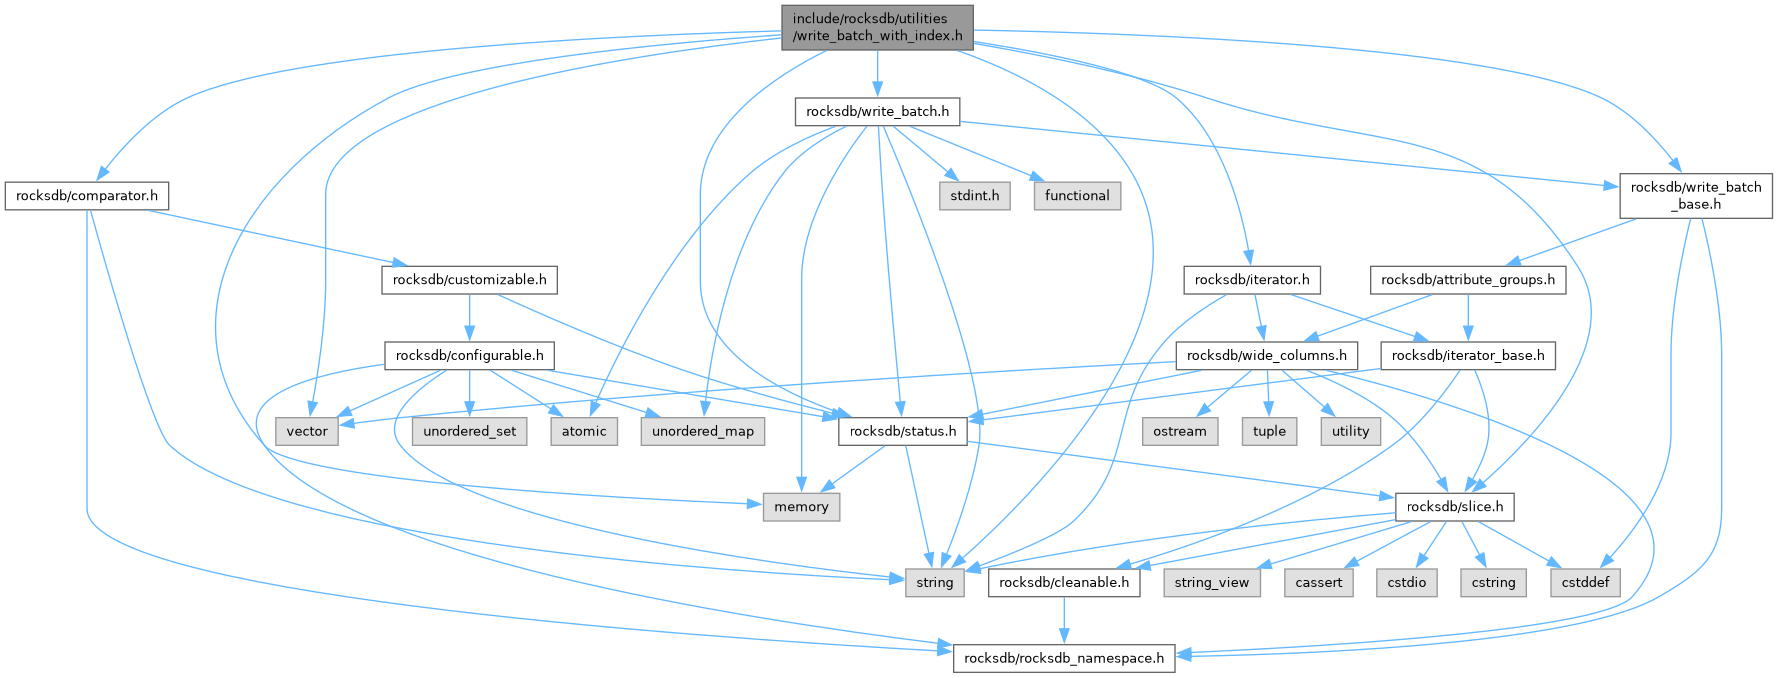 include/rocksdb/utilities
/write_batch_with_index.h
rocksdb/write_batch.h
rocksdb/comparator.h
stdint.h
functional
rocksdb/write_batch
_base.h
rocksdb/customizable.h
rocksdb/iterator.h
rocksdb/attribute_groups.h
rocksdb/configurable.h
rocksdb/wide_columns.h
rocksdb/iterator_base.h
vector
unordered_set
atomic
unordered_map
rocksdb/status.h
ostream
tuple
utility
memory
rocksdb/slice.h
string
rocksdb/cleanable.h
string_view
cassert
cstdio
cstring
cstddef
rocksdb/rocksdb_namespace.h